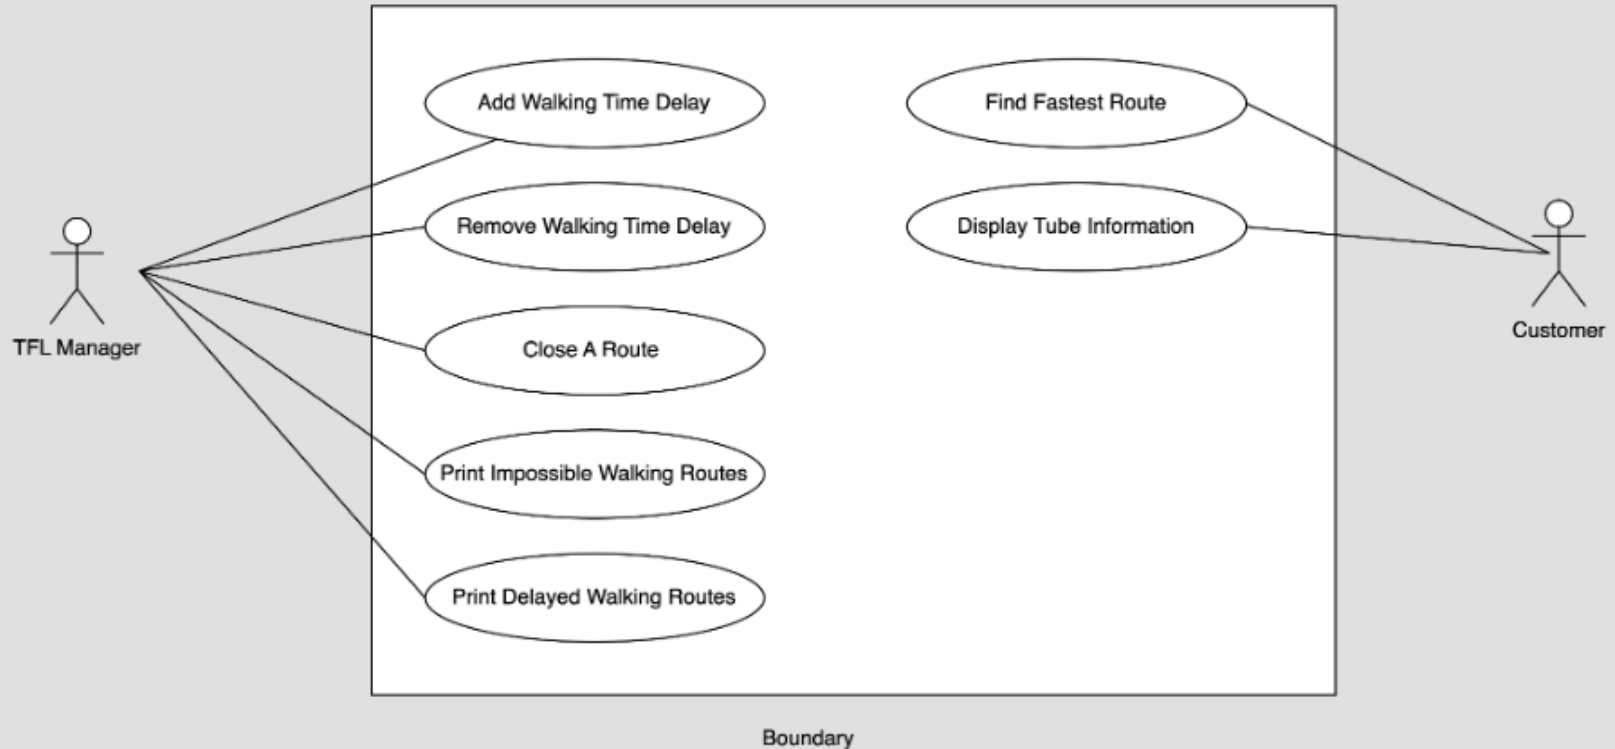 Add Walking Time Delay
Find Fastest Route
Remove Walking Time Delay
Display Tube Information
TFL Manager
Close A Route
Customer
Print Impossible Walking Routes
Print Delayed Walking Routes
Boundary